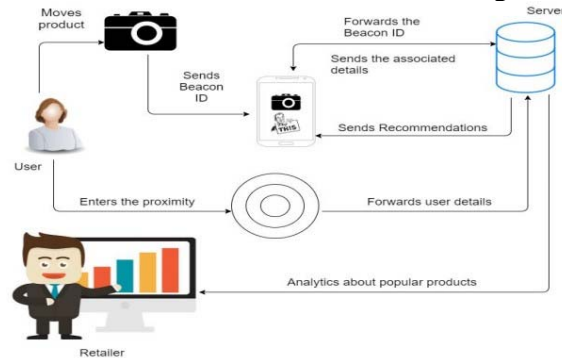 Moves
product
Forwards the
Beacon ID
Server
Sends the associated
details
Sends
Beacon
ID
THIS
Sends Recommendations
User
Enters the proximity
Forwards user details
Analytics about popular products
Retailer